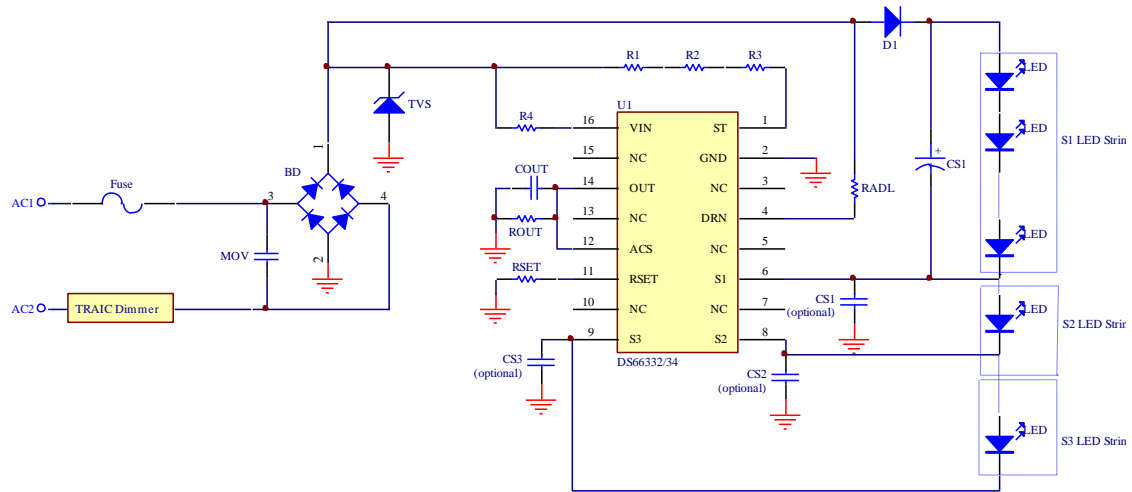 D1
R1
R2
R3
LED
TVS
U1
R4
16
VIN
ST
1
LED
S1 LED Strin
1
15
NC
GND
2
COUT
CS1
+
BD
14
OUT
NC
3
RADL
Fuse
AC1
3
4
13
NC
DRN
4
ROUT
LED
MOV
12
ACS
NC
5
2
RSET
11
RSET
S1
6
AC2
TRAIC Dimmer
10
NC
NC
7
CS1
(optional)
LED
S2 LED Strin
9
S3
S2
8
CS3
(optional)
DS66332/34
CS2
(optional)
LED
S3 LED Strin